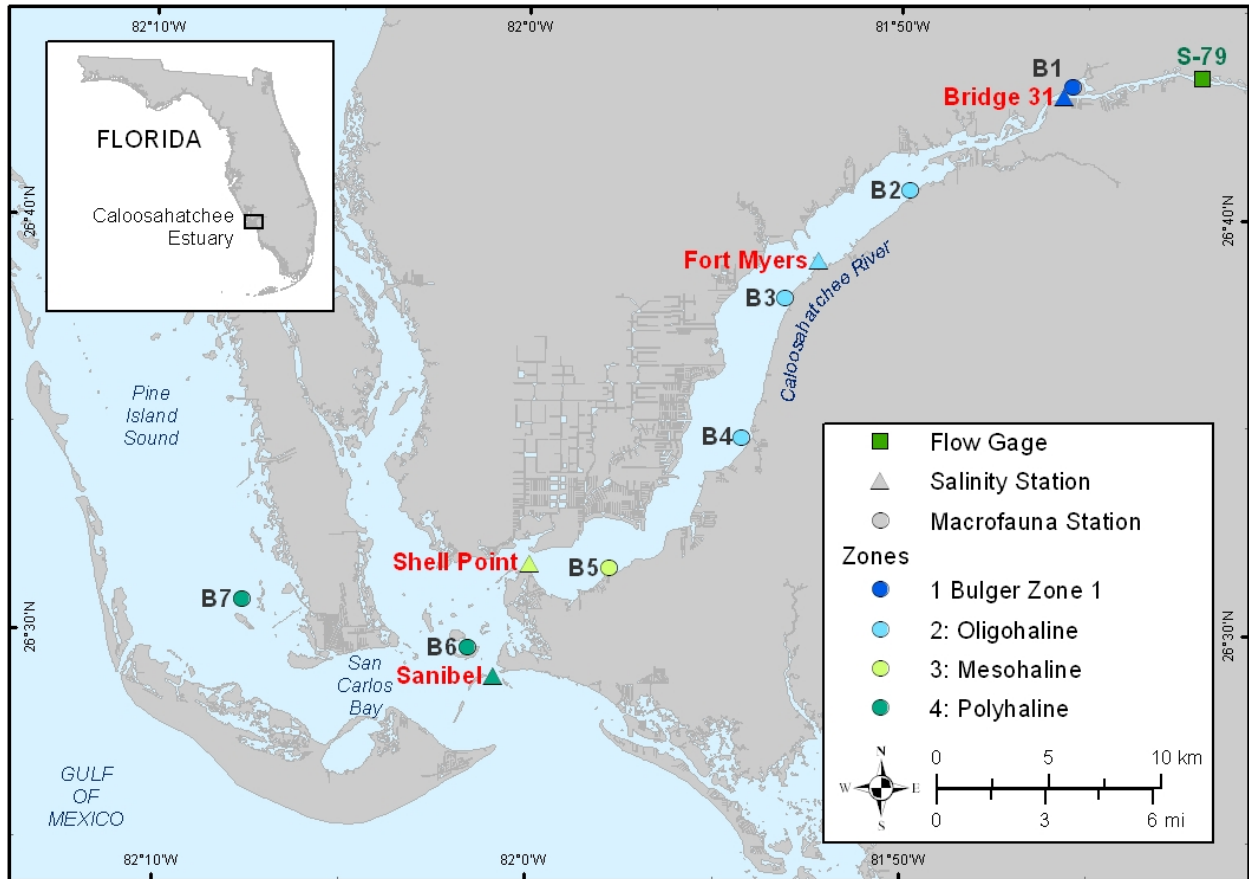 82°10'W
82°0'W
81°50'W
FLORIDA
Caloosahatchee
Estuary
S-79
B1
Bridge 31
B2
26°40'N
26°40'N
Fort Myers
B3
Caloosahatchee River
Pine
Island
Sound
B4
Shell Point
B5
B7
26°30'N
26°30'N
B6
Sanibel
San
Carlos
Bay
GULF
OF
MEXICO
Flow Gage
Salinity Station
Macrofauna Station
Zones
1 Bulger Zone 1
2: Oligohaline
3: Mesohaline
4: Polyhaline
N
W
E
S
0 5 10 km
0 3 6 mi
82°10'W
82°0'W
81°50'W